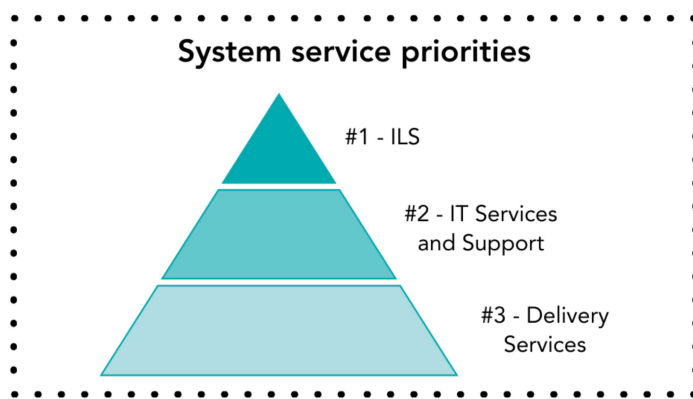 System service priorities
#1 - ILS
#2 - IT Services
and Support
#3 - Delivery
Services